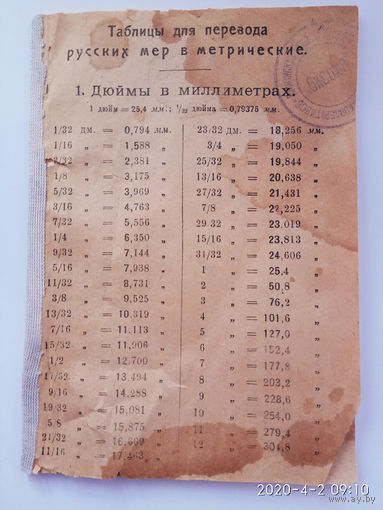 Таблицы для перевода
русских мер в метрические.
1. Дюймы в миллиметрах.
1 дюйм = 25,4 мм.; 1/32 дюйма = 0,79375 мм.
1/32 дм. = 0,794 мм.
1/16 „ = 1,588 „
3/32 „ = 2,381 „
1/8 „ = 3,175 „
5/32 „ = 3,969 „
3/16 „ = 4,763 „
7/32 „ = 5,556 „
1/4 „ = 6,350 „
9/32 „ = 7,144 „
5/16 „ = 7,938 „
11/32 „ = 8,731 „
3/8 „ = 9,525 „
13/32 „ = 10,319 „
7/16 „ = 11.113 „
15/32 „ = 11,906 „
1/2 „ = 12,700 „
17/32 „ = 13,494 „
9/16 „ = 14,288 „
19/32 „ = 15,081 „
5/8 „ = 15,875 „
21/32 „ = 16,669 „
11/16 „ = 17,463 „
23/32 дм. = 18,256 мм.
3/4 „ = 19,050 „
25/32 „ = 19,844 „
13/16 „ = 20,638 „
27/32 „ = 21,431 „
7/8 „ = 22,225 „
29/32 „ = 23.019 „
15/16 „ = 23,813 „
31/32 „ = 24,606 „
1 „ = 25,4 „
2 „ = 50,8 „
3 „ = 76,2 „
4 „ = 101,6 „
5 „ = 127,0 „
6 „ = 152,4 „
7 „ = 177,8 „
8 „ = 203,2 „
9 „ = 228,6 „
10 „ = 254,0 „
11 „ = 279,4 „
12 „ = 304,8 „
2020-4-2 09:10
www.ay.by